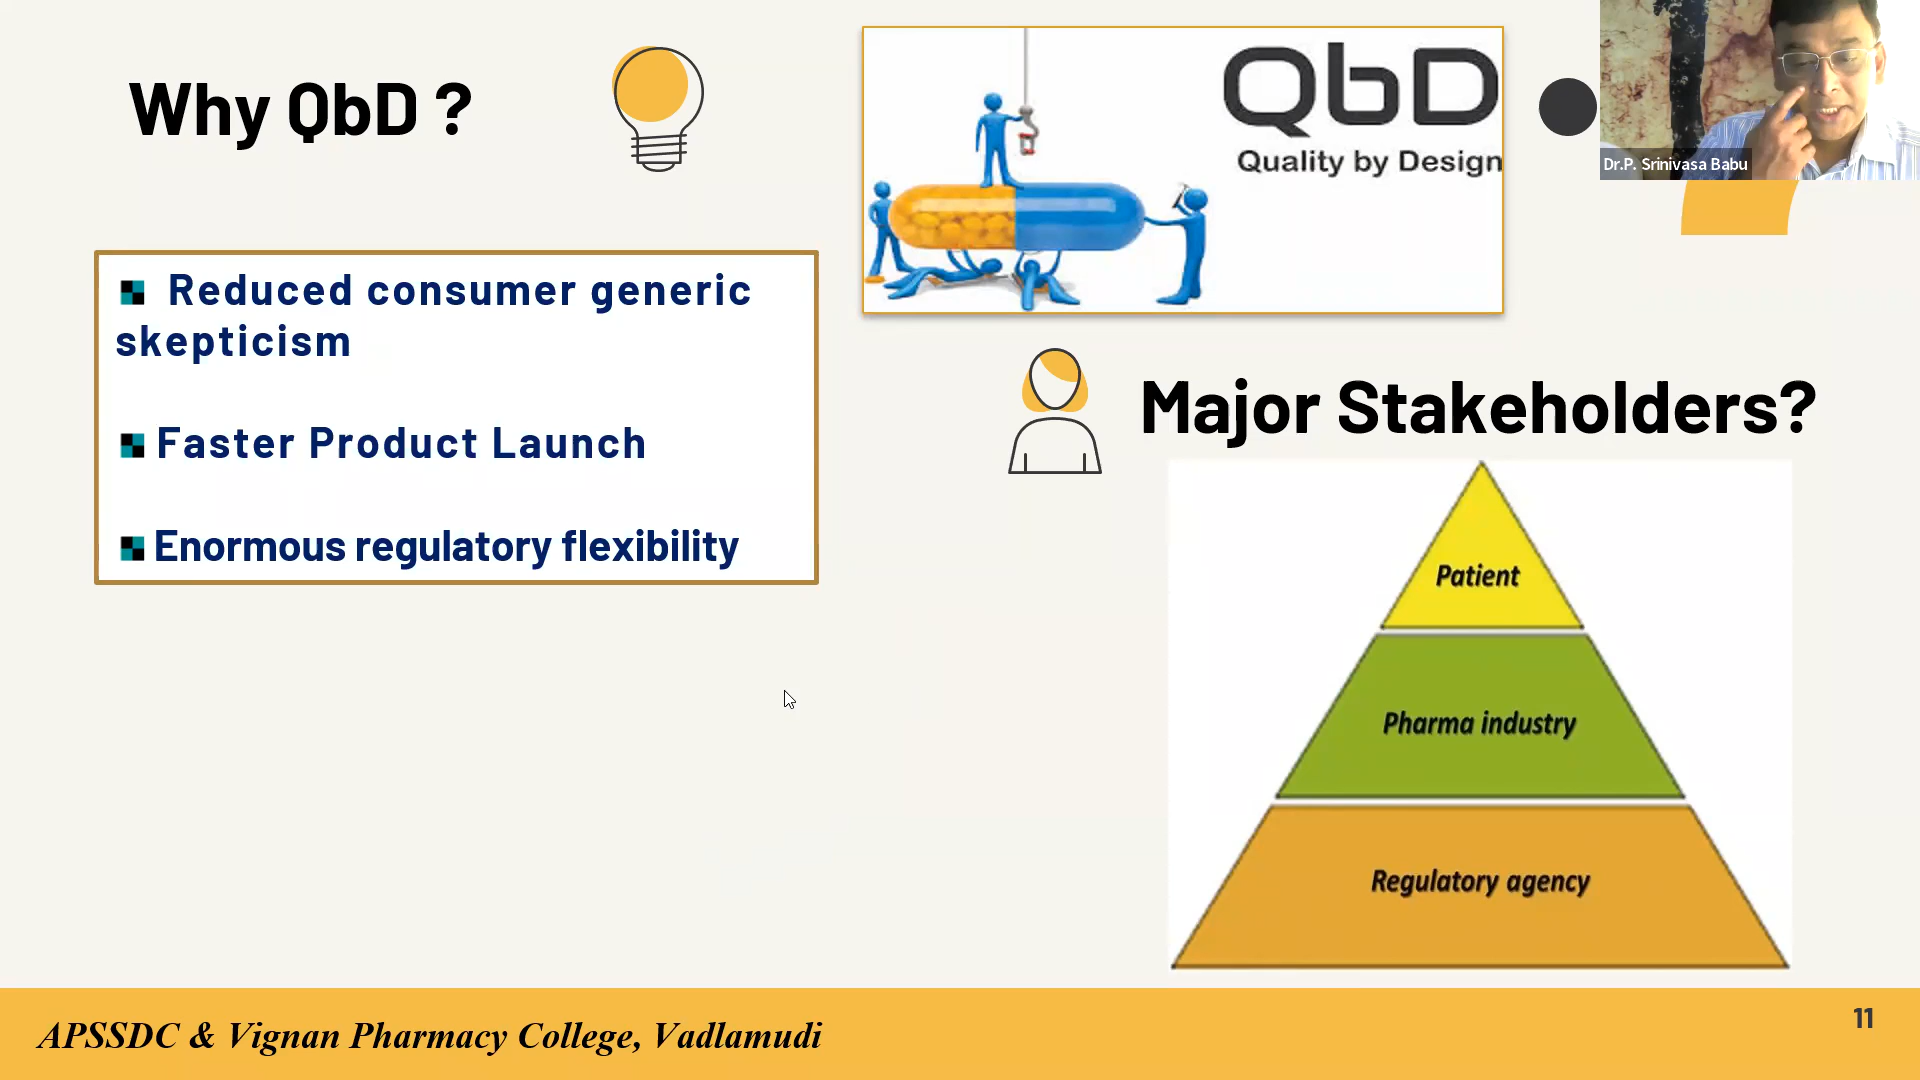 Why QbD ?
QbD
Quality by Design
Dr.P. Srinivasa Babu
Reduced consumer generic
skepticism
Faster Product Launch
Enormous regulatory flexibility
Major Stakeholders?
Patient
Pharma industry
Regulatory agency
APSSDC & Vignan Pharmacy College, Vadlamudi
11